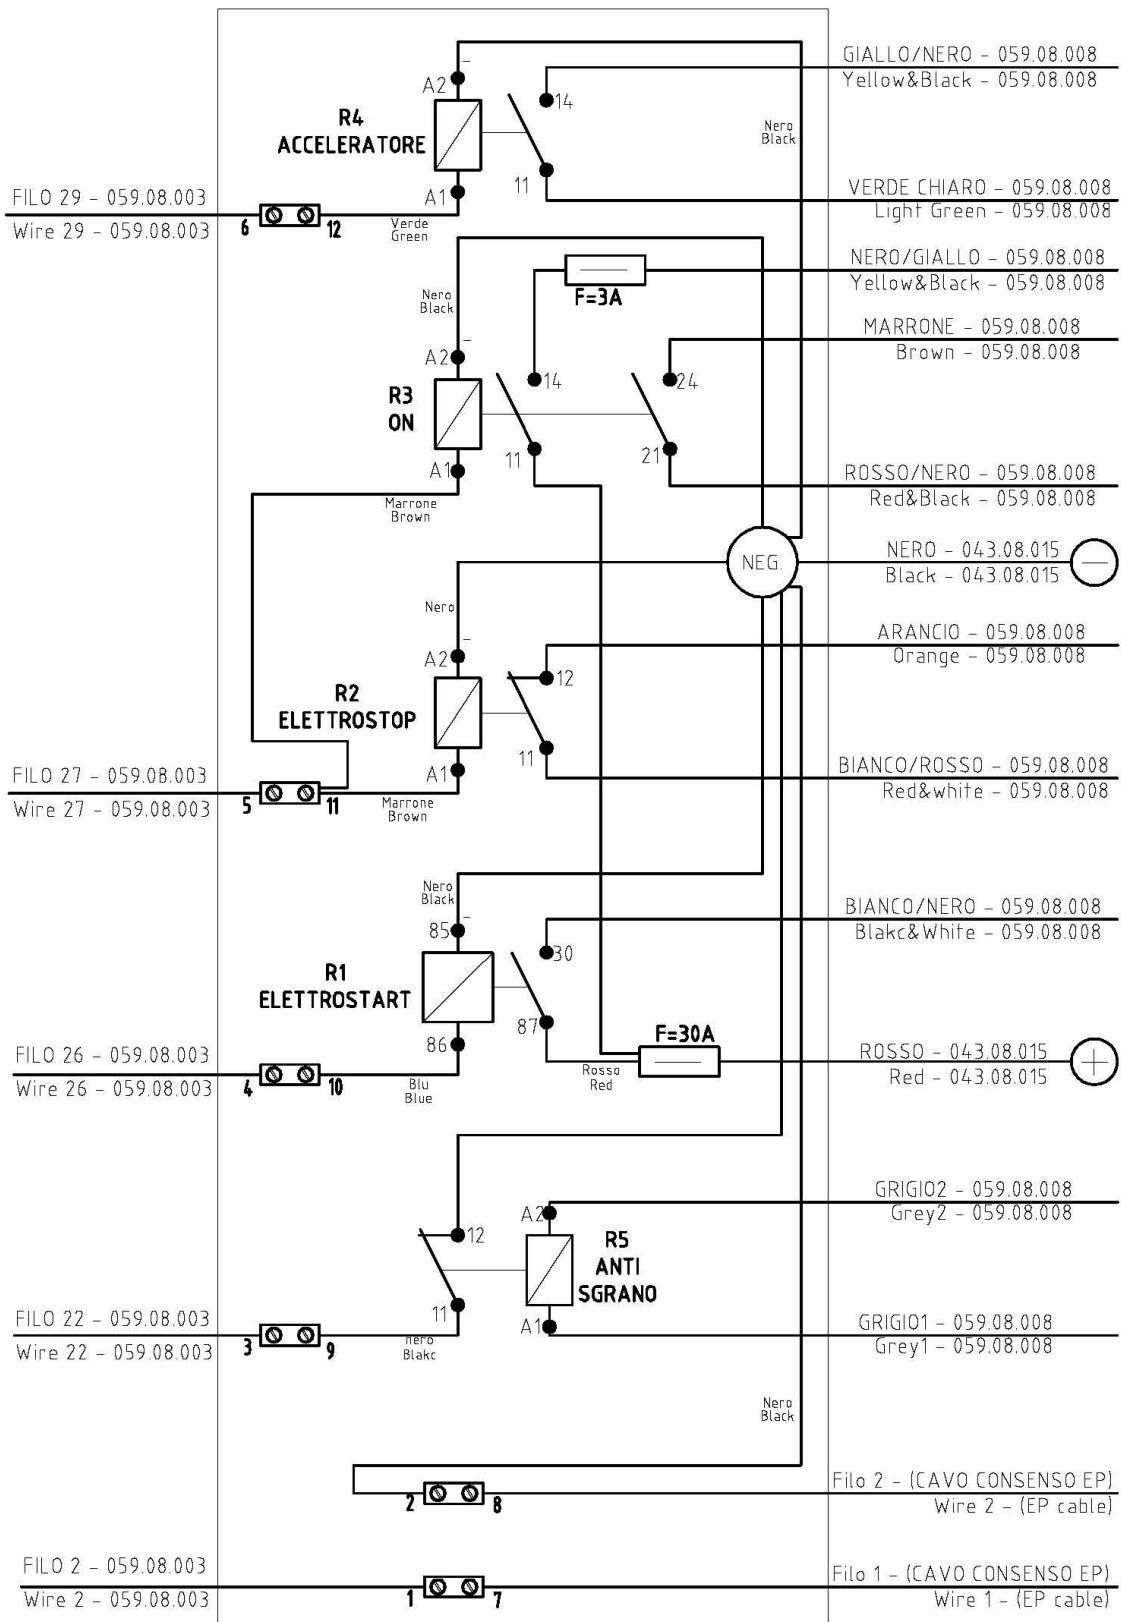 GIALLO/NERO - 059.08.008
Yellow&Black - 059.08.008
-
A2
14
R4
ACCELERATORE
Nero
Black
11
A1
VERDE CHIARO - 059.08.008
Light Green - 059.08.008
FILO 29 - 059.08.003
Wire 29 - 059.08.003
6
12
Verde
Green
NERO/GIALLO - 059.08.008
Yellow&Black - 059.08.008
F=3A
Nero
Black
MARRONE - 059.08.008
Brown - 059.08.008
-
A2
14
24
R3
ON
11
21
A1
ROSSO/NERO - 059.08.008
Red&Black - 059.08.008
Marrone
Brown
NEG.
NERO - 043.08.015
Black - 043.08.015
-
Nero
ARANCIO - 059.08.008
Orange - 059.08.008
-
A2
12
R2
ELETTROSTOP
11
A1
BIANCO/ROSSO - 059.08.008
Red&white - 059.08.008
FILO 27 - 059.08.003
Wire 27 - 059.08.003
5
11
Marrone
Brown
Nero
Black
BIANCO/NERO - 059.08.008
Blakc&White - 059.08.008
-
85
30
R1
ELETTROSTART
87
86
F=30A
Rosso
Red
ROSSO - 043.08.015
Red - 043.08.015
+
FILO 26 - 059.08.003
Wire 26 - 059.08.003
4
10
Blu
Blue
GRIGIO2 - 059.08.008
Grey2 - 059.08.008
A2
12
R5
ANTI
SGRANO
11
A1
GRIGIO1 - 059.08.008
Grey1 - 059.08.008
FILO 22 - 059.08.003
Wire 22 - 059.08.003
3
9
nero
Blakc
Nero
Black
Filo 2 - (CAVO CONSENSO EP)
Wire 2 - (EP cable)
2
8
FILO 2 - 059.08.003
Wire 2 - 059.08.003
1
7
Filo 1 - (CAVO CONSENSO EP)
Wire 1 - (EP cable)